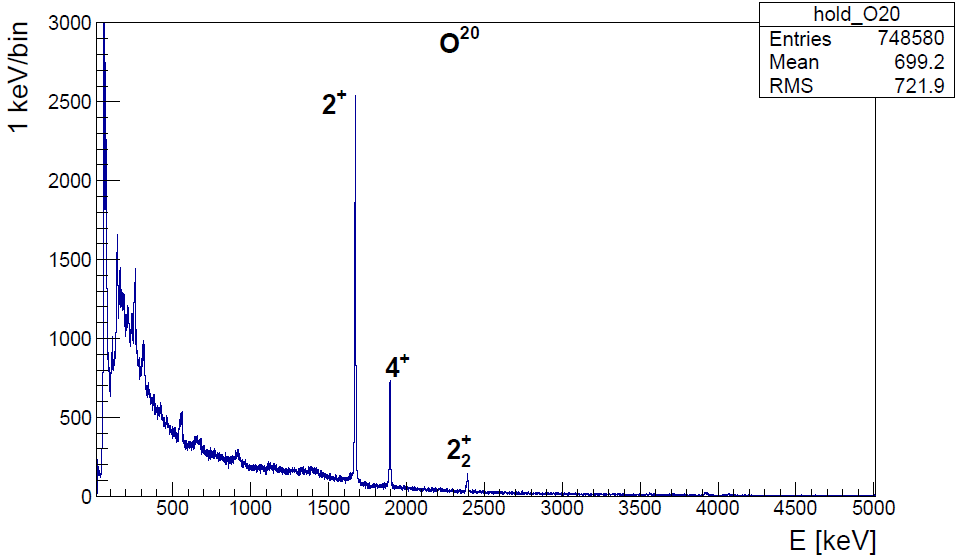 hold_O20
Entries 748580
Mean 699.2
RMS 721.9
O20
2+
4+
2+2
1 keV/bin
3000
2500
2000
1500
1000
500
0
500 1000 1500 2000 2500 3000 3500 4000 4500 5000
E [keV]